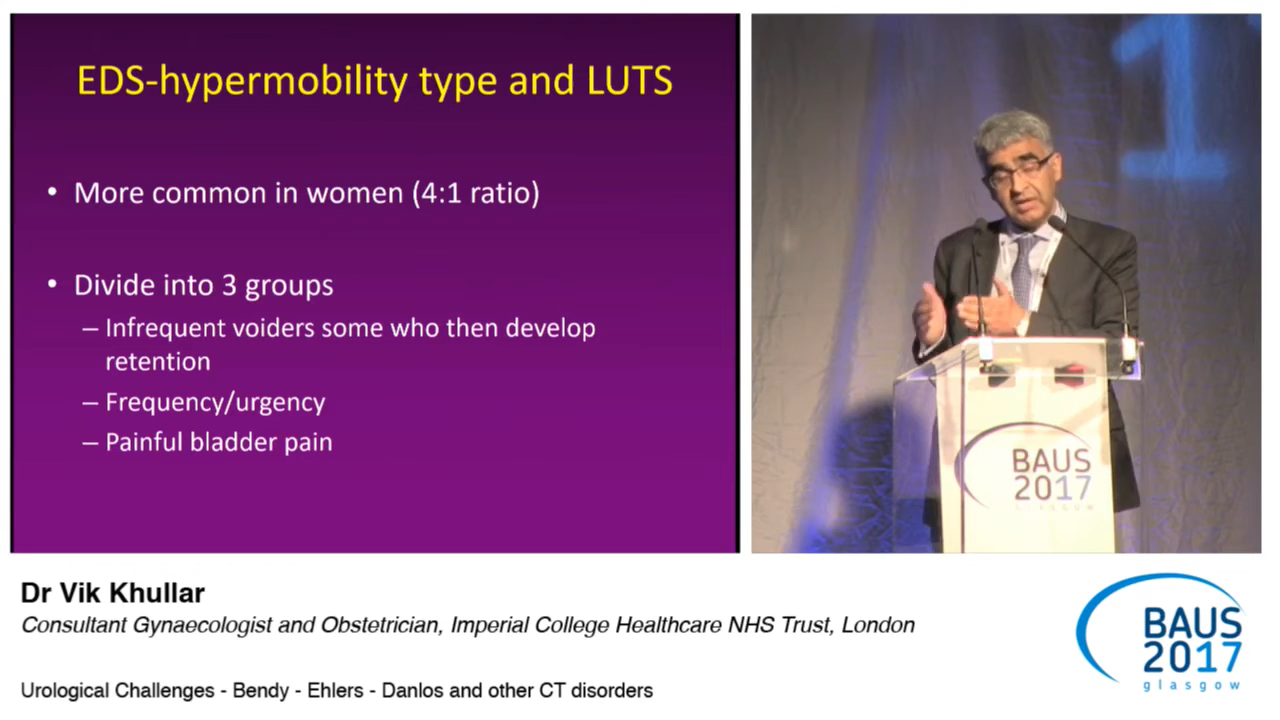 EDS-hypermobility type and LUTS
• More common in women (4:1 ratio)
• Divide into 3 groups
– Infrequent voiders some who then develop
retention
– Frequency/urgency
– Painful bladder pain
1
BAUS
2017
GLASGOW
Dr Vik Khullar
Consultant Gynaecologist and Obstetrician, Imperial College Healthcare NHS Trust, London
Urological Challenges - Bendy - Ehlers - Danlos and other CT disorders
BAUS
2017
glasgow